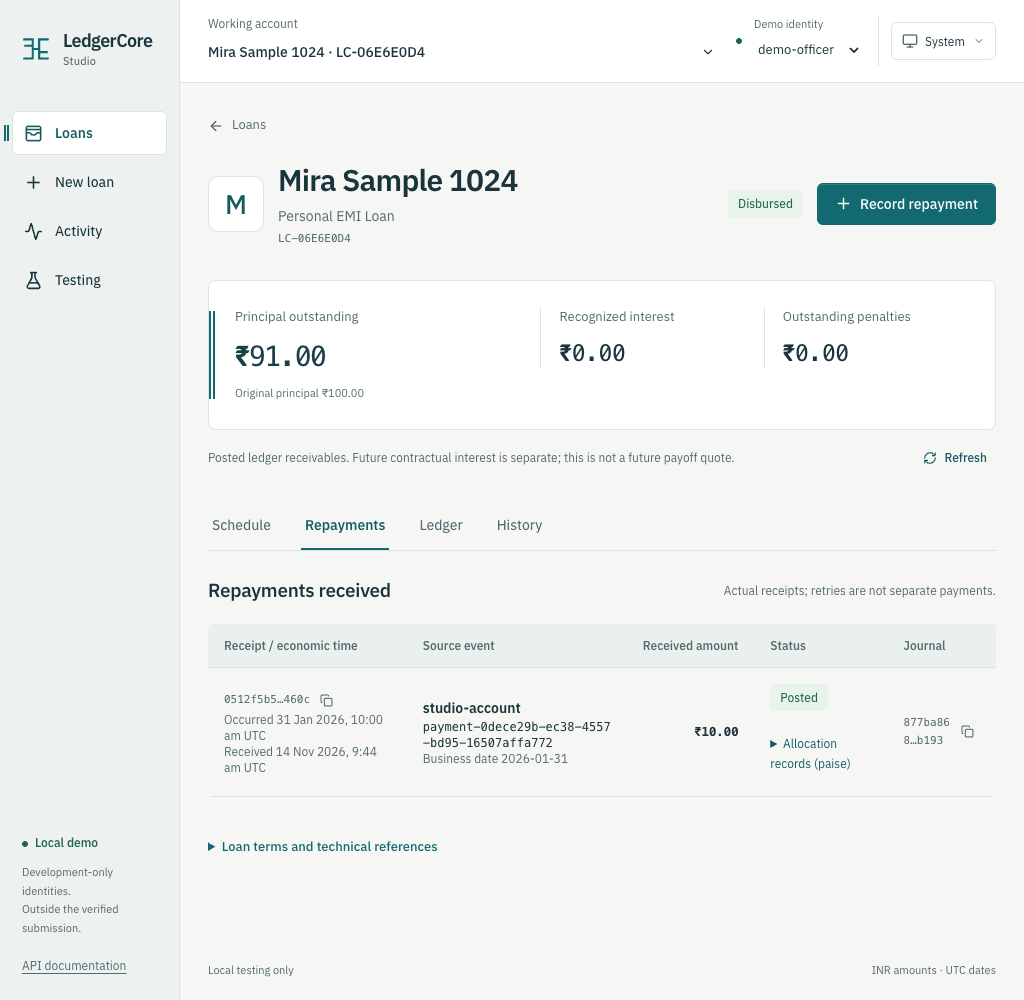 LedgerCore
Studio
Loans
New loan
Activity
Testing
Local demo
Development-only
identities.
Outside the verified
submission.
API documentation
Working account
Mira Sample 1024 · LC-06E6E0D4
Demo identity
demo-officer
System
Loans
M
Mira Sample 1024
Personal EMI Loan
LC-06E6E0D4
Disbursed
Record repayment
Principal outstanding
₹91.00
Original principal ₹100.00
Recognized interest
₹0.00
Outstanding penalties
₹0.00
Posted ledger receivables. Future contractual interest is separate; this is not a future payoff quote.
Refresh
Schedule
Repayments
Ledger
History
Repayments received
Actual receipts; retries are not separate payments.
Receipt / economic time
Source event
Received amount
Status
Journal
0512f5b5…460c
Occurred 31 Jan 2026, 10:00
am UTC
Received 14 Nov 2026, 9:44
am UTC
studio-account
payment-0dece29b-ec38-4557
-bd95-16507affa772
Business date 2026-01-31
₹10.00
Posted
Allocation
records (paise)
877ba86
8…b193
Loan terms and technical references
Local testing only
INR amounts · UTC dates